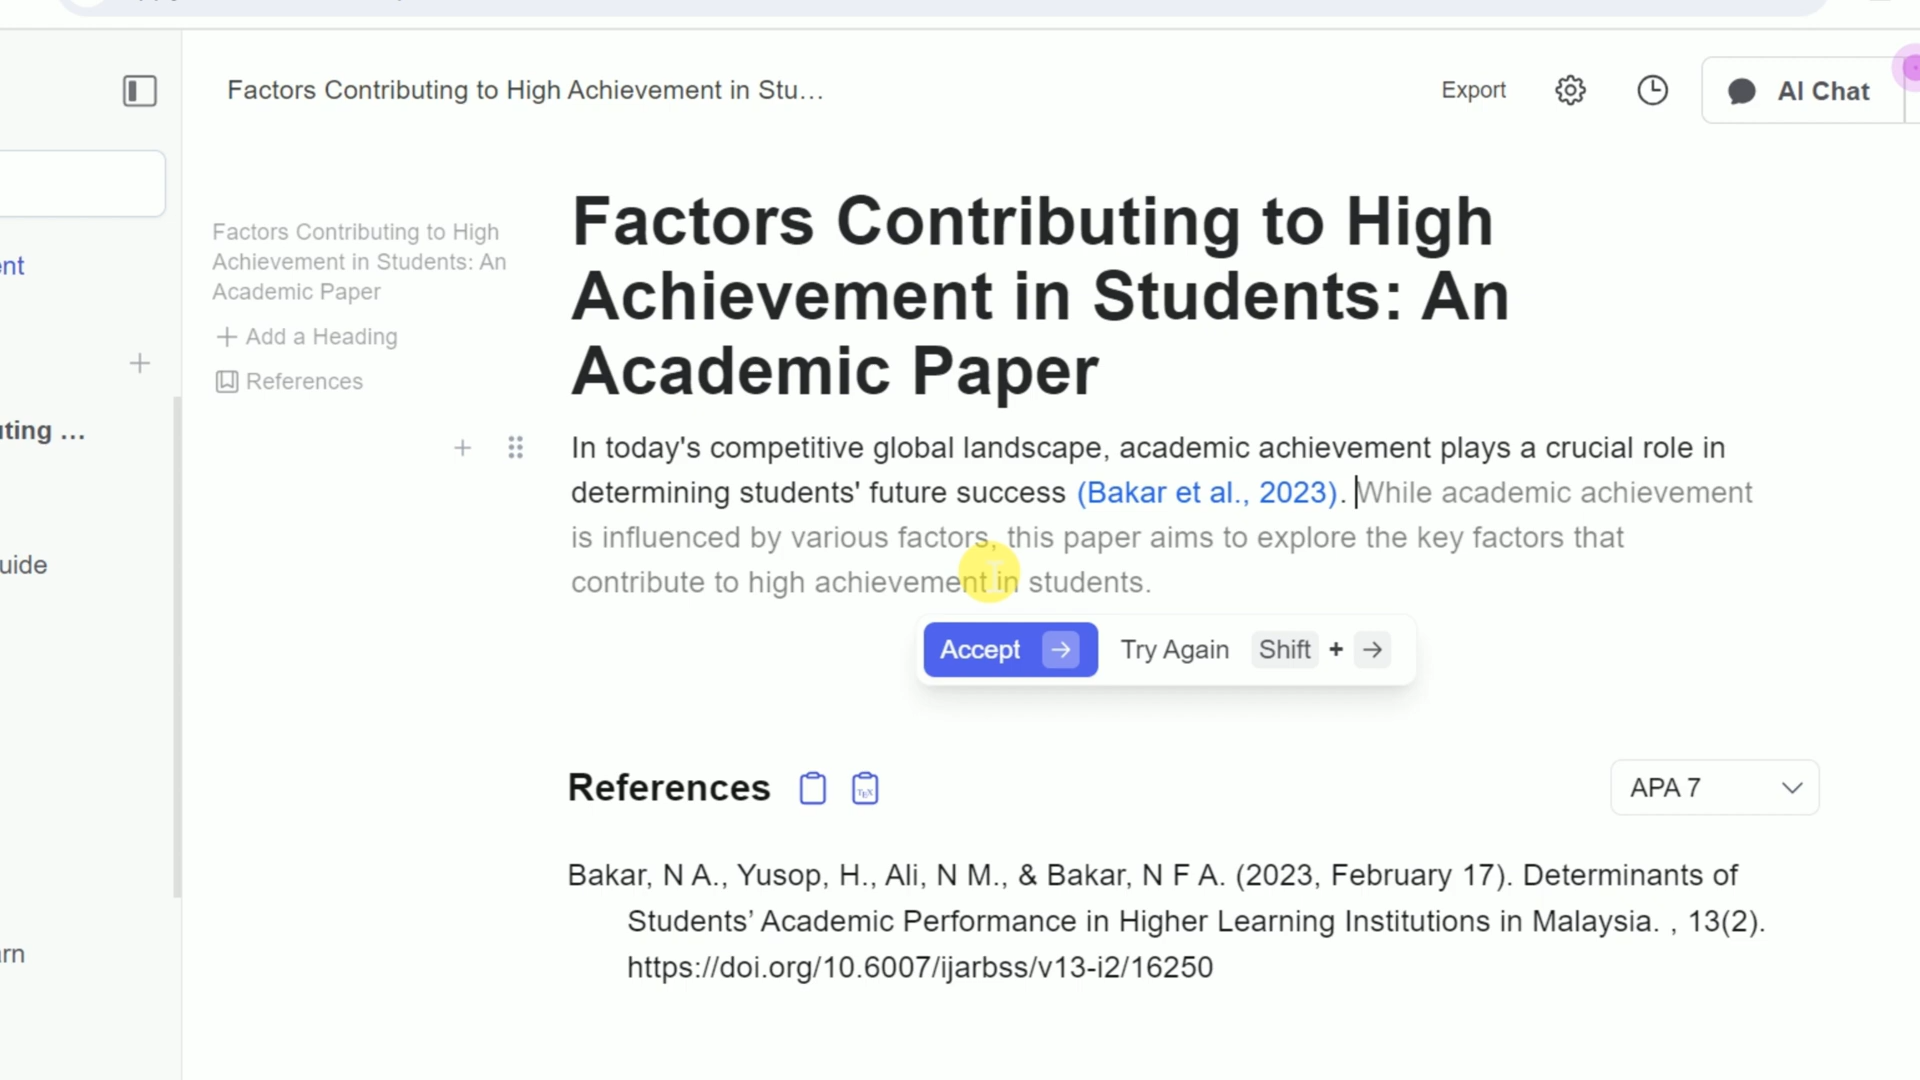 Factors Contributing to High Achievement in Stu...
Export
AI Chat
Factors Contributing to High
Achievement in Students: An
Academic Paper
Add a Heading
References
Factors Contributing to High
Achievement in Students: An
Academic Paper
In today's competitive global landscape, academic achievement plays a crucial role in
determining students' future success (Bakar et al., 2023). While academic achievement
is influenced by various factors, this paper aims to explore the key factors that
contribute to high achievement in students.
Accept → Try Again Shift + →
References
TEX
APA 7
Bakar, N A., Yusop, H., Ali, N M., & Bakar, N F A. (2023, February 17). Determinants of
Students’ Academic Performance in Higher Learning Institutions in Malaysia. , 13(2).
https://doi.org/10.6007/ijarbss/v13-i2/16250
ent
uting ...
uide
arn